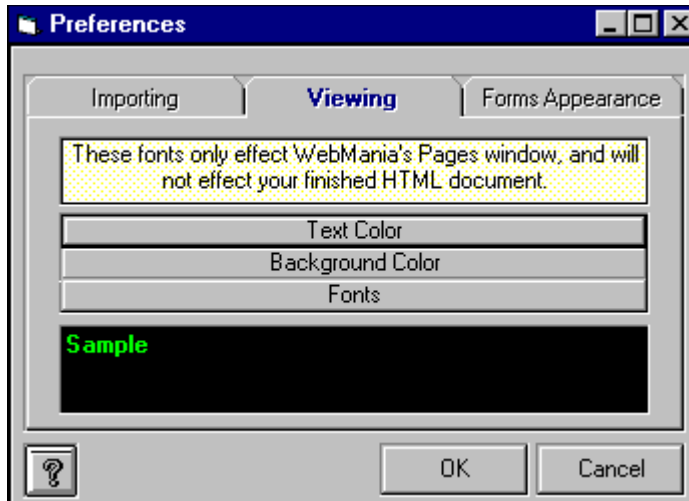 Preferences
Importing Viewing Forms Appearance
These fonts only effect WebMania's Pages window, and will
not effect your finished HTML document.
Text Color
Background Color
Fonts
Sample
? OK Cancel